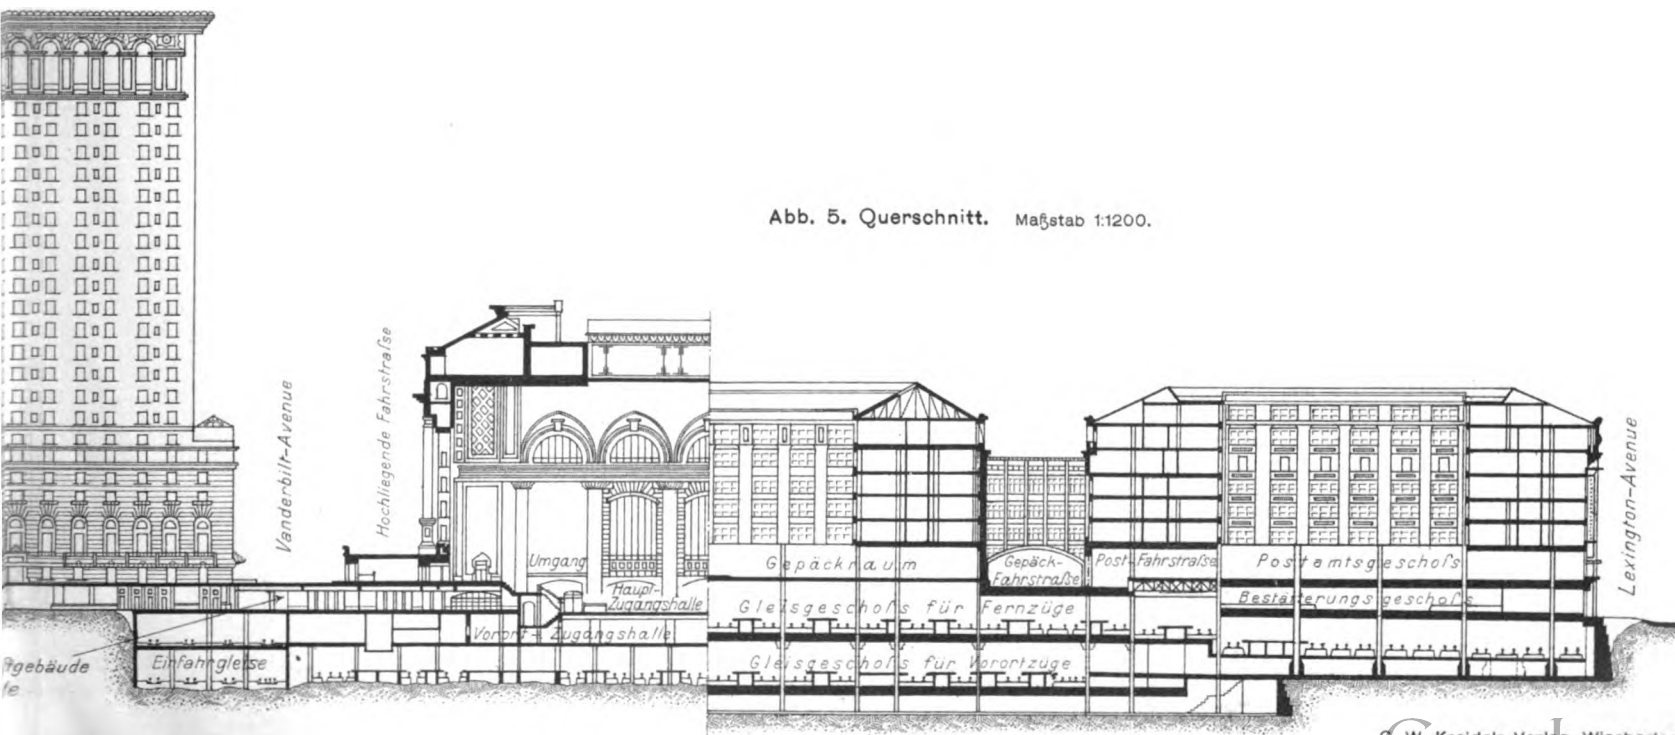 Abb. 5. Querschnitt. Maßstab 1:1200.
Vanderbilt-Avenue
Hochliegende Fahrstraſse
Lexington-Avenue
Umgang
Haupt-
Zugangshalle
Gepäckraum
Gepäck-
Fahrstraſse
Post-Fahrstraſse
Postamtsgeschoſs
Gleisgeschoſs für Fernzüge
Bestätterungsgeschoſs
Vorort-Zugangshalle
Einfahrgleise
Gleisgeschoſs für Vorortzüge
gebäude